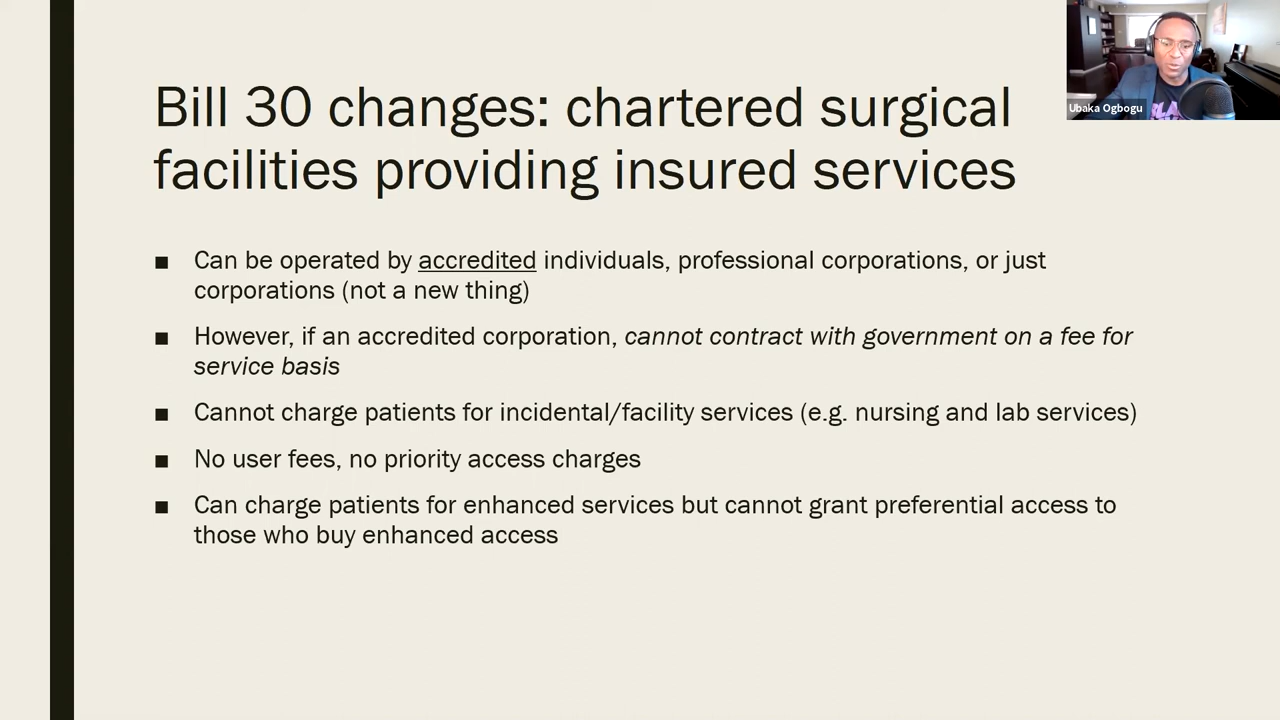 Bill 30 changes: chartered surgical
facilities providing insured services
Ubaka Ogbogu
■ Can be operated by accredited individuals, professional corporations, or just
corporations (not a new thing)
■ However, if an accredited corporation, cannot contract with government on a fee for
service basis
■ Cannot charge patients for incidental/facility services (e.g. nursing and lab services)
■ No user fees, no priority access charges
■ Can charge patients for enhanced services but cannot grant preferential access to
those who buy enhanced access